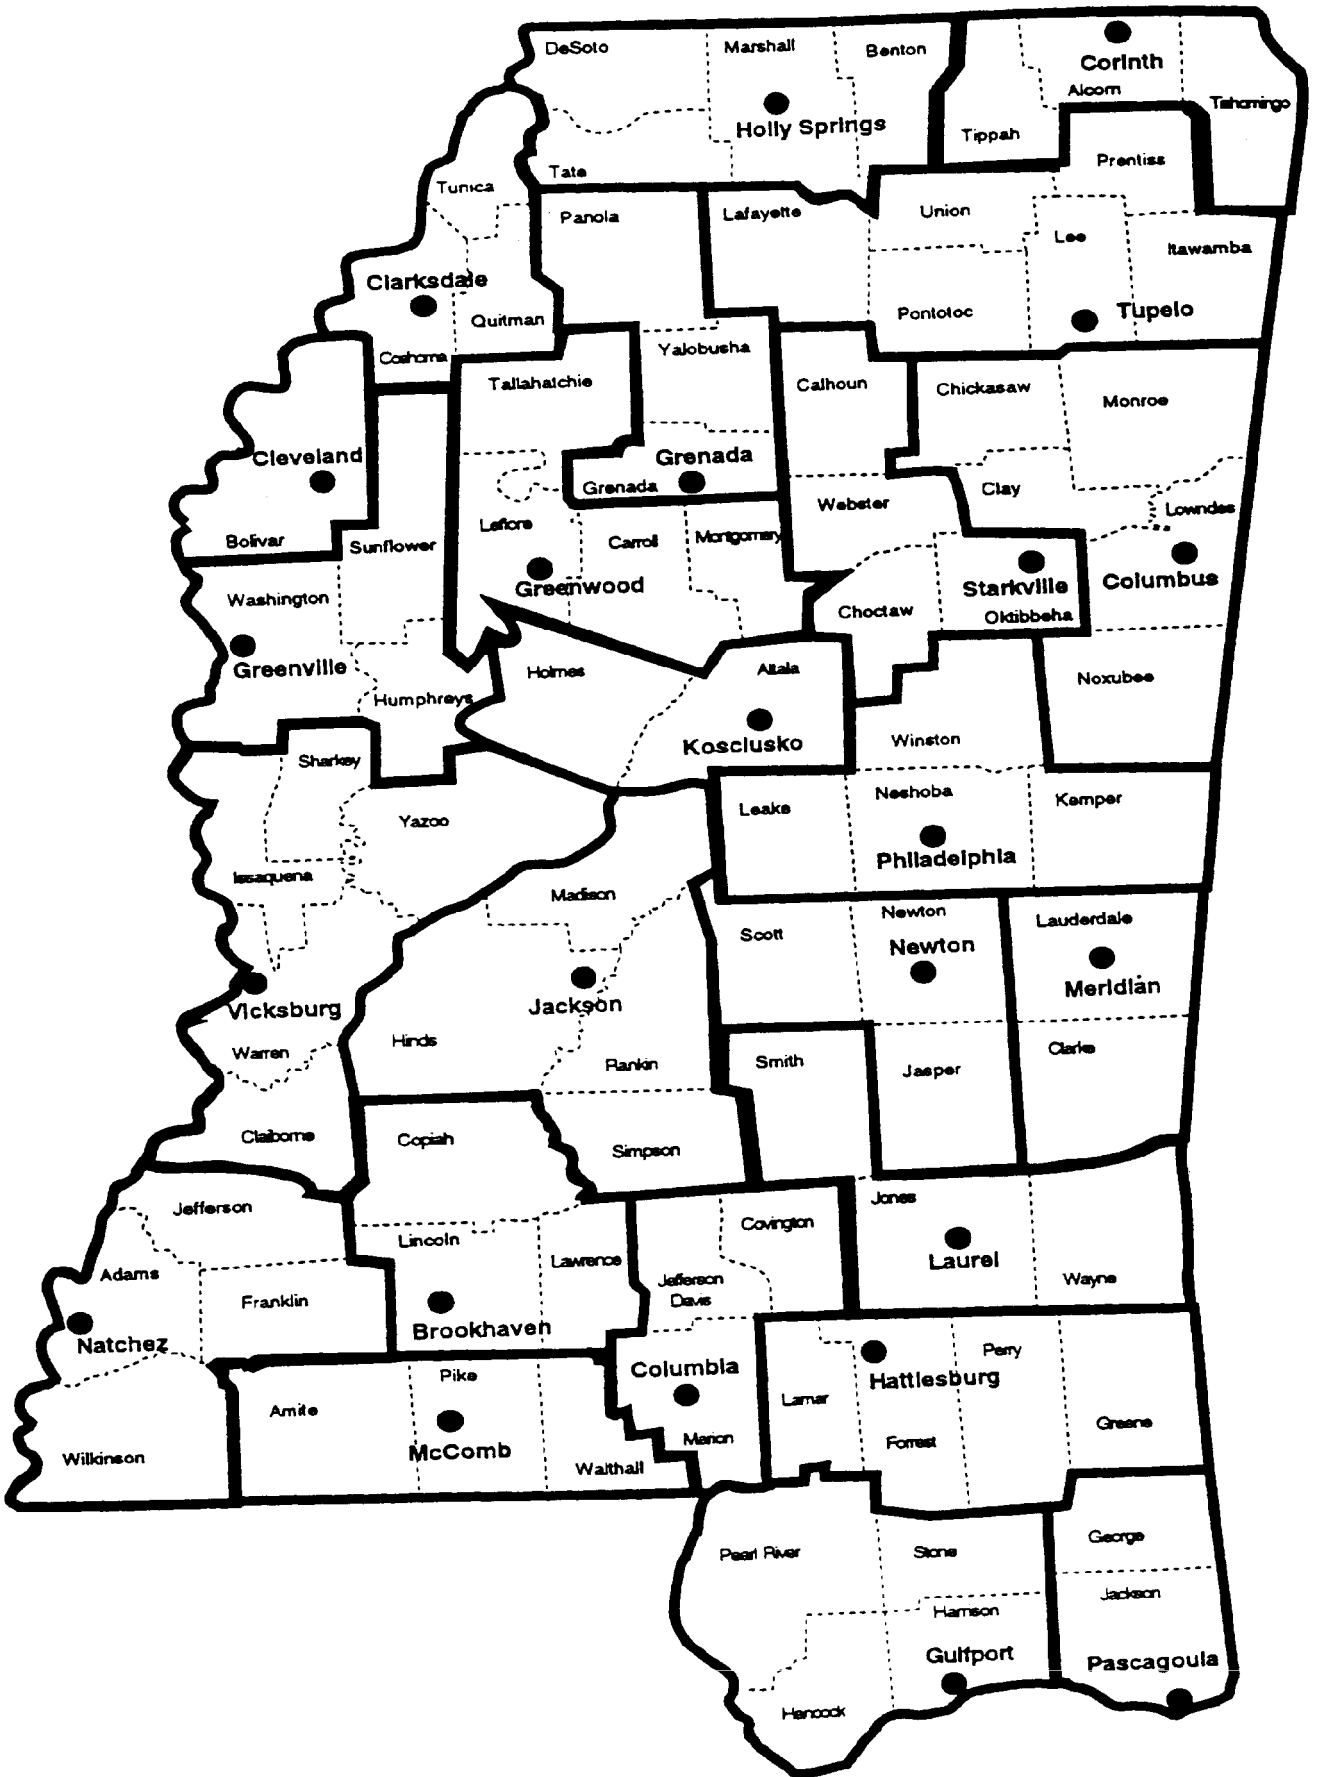 DeSoto
Marshall
Benton
Corinth
Alcorn
Tishomingo
Holly Springs
Tippah
Prentiss
Tate
Tunica
Panola
Lafayette
Union
Lee
Itawamba
Clarksdale
Quitman
Pontotoc
Tupelo
Coahoma
Yalobusha
Tallahatchie
Calhoun
Chickasaw
Monroe
Cleveland
Grenada
Grenada
Clay
Webster
Lowndes
Bolivar
Sunflower
Leflore
Carroll
Montgomery
Greenwood
Starkville
Columbus
Washington
Choctaw
Oktibbeha
Greenville
Holmes
Attala
Noxubee
Humphreys
Kosciusko
Winston
Sharkey
Leake
Neshoba
Kemper
Yazoo
Philadelphia
Issaquena
Madison
Newton
Lauderdale
Scott
Newton
Meridian
Vicksburg
Jackson
Warren
Hinds
Rankin
Smith
Jasper
Clarke
Claiborne
Copiah
Simpson
Jefferson
Lincoln
Lawrence
Covington
Jones
Laurel
Adams
Franklin
Jefferson
Davis
Wayne
Natchez
Brookhaven
Columbia
Perry
Hattiesburg
Pike
Amite
Lamar
McComb
Marion
Forrest
Greene
Wilkinson
Walthall
Pearl River
Stone
George
Jackson
Harrison
Gulfport
Pascagoula
Hancock